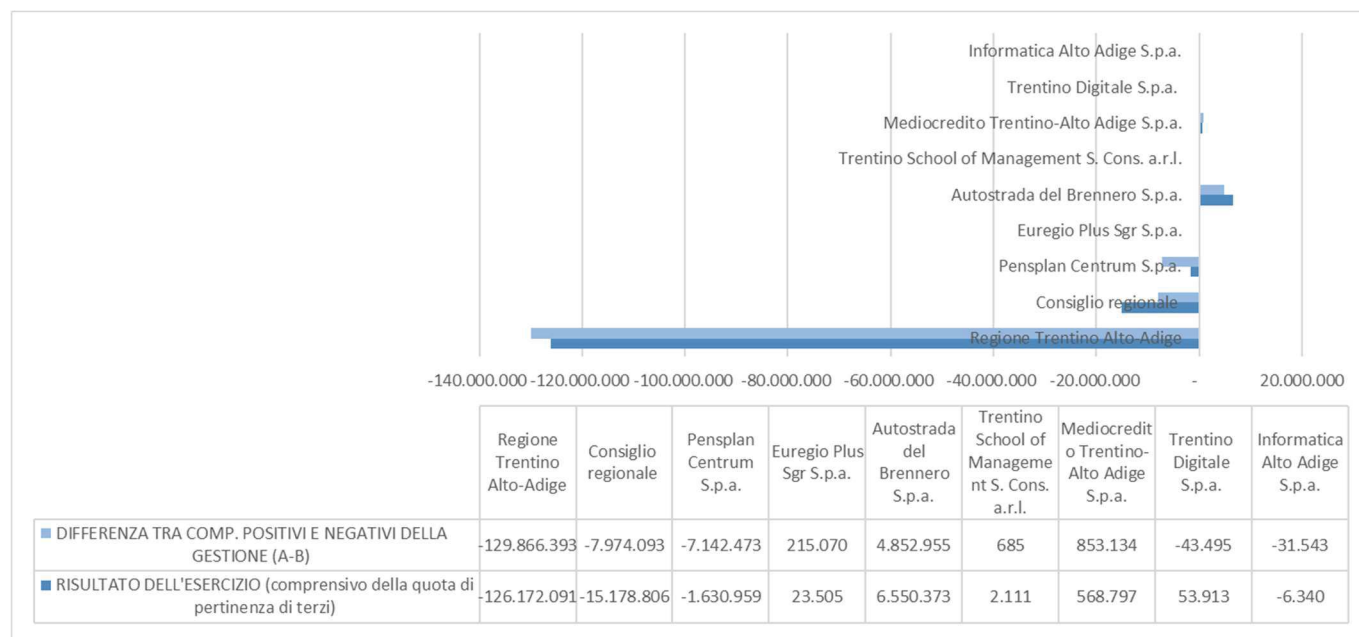 Informatica Alto Adige S.p.a.
Trentino Digitale S.p.a.
Mediocredito Trentino-Alto Adige S.p.a.
Trentino School of Management S. Cons. a.r.l.
Autostrada del Brennero S.p.a.
Euregio Plus Sgr S.p.a.
Pensplan Centrum S.p.a.
Consiglio regionale
Regione Trentino Alto-Adige
-140.000.000 -120.000.000 -100.000.000 -80.000.000 -60.000.000 -40.000.000 -20.000.000 - 20.000.000
Regione
Trentino
Alto-Adige
Consiglio
regionale
Pensplan
Centrum
S.p.a.
Euregio Plus
Sgr S.p.a.
Autostrada
del
Brennero
S.p.a.
Trentino
School of
Manageme
nt S. Cons.
a.r.l.
Mediocredit
o Trentino-
Alto Adige
S.p.a.
Trentino
Digitale
S.p.a.
Informatica
Alto Adige
S.p.a.
DIFFERENZA TRA COMP. POSITIVI E NEGATIVI DELLA
GESTIONE (A-B)
-129.866.393 -7.974.093 -7.142.473 215.070 4.852.955 685 853.134 -43.495 -31.543
RISULTATO DELL'ESERCIZIO (comprensivo della quota di
pertinenza di terzi)
-126.172.091 -15.178.806 -1.630.959 23.505 6.550.373 2.111 568.797 53.913 -6.340